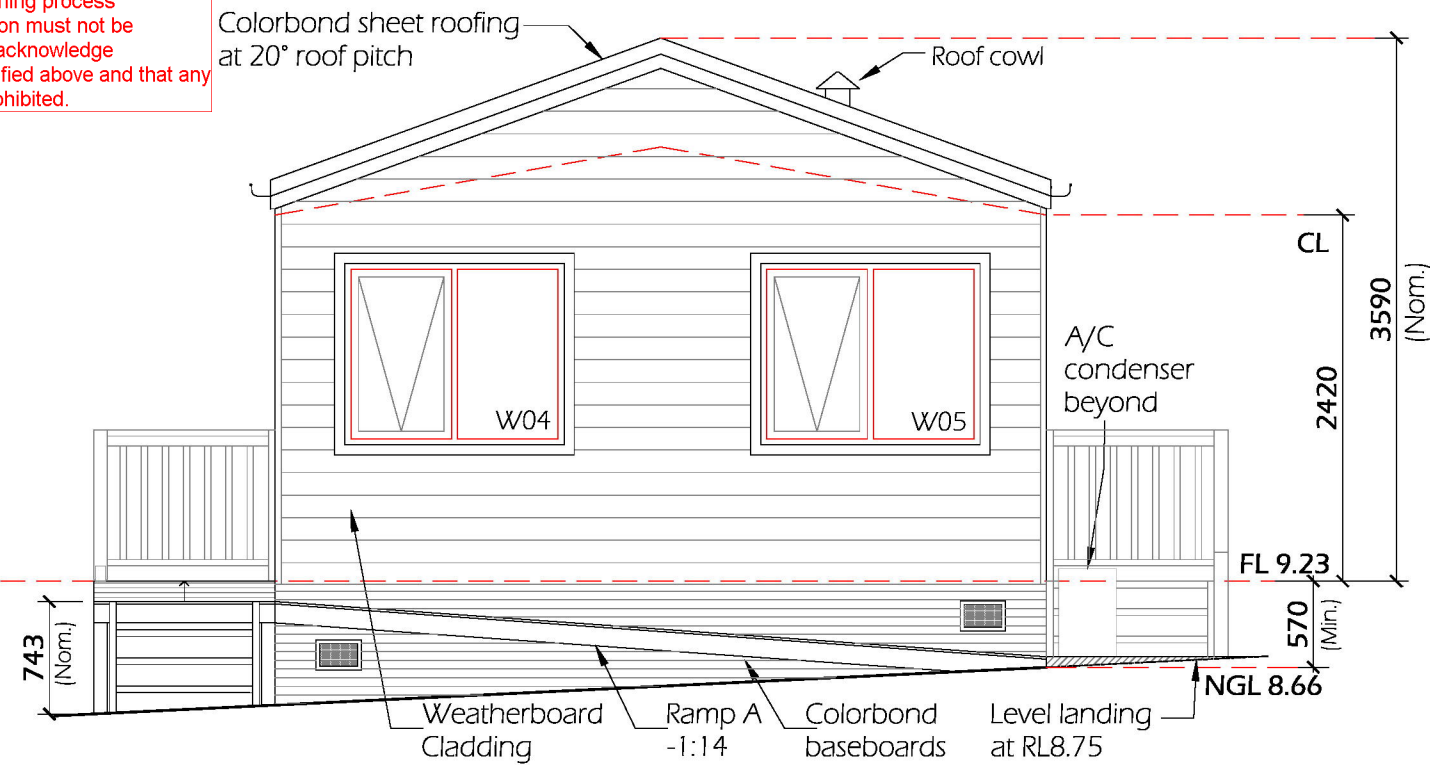 ning process
on must not be
acknowledge
fied above and that any
ohibited.
Colorbond sheet roofing
at 20° roof pitch
Roof cowl
CL
3590
(Nom.)
2420
A/C
condenser
beyond
W04
W05
FL 9.23
570
(Min.)
743
(Nom.)
NGL 8.66
Weatherboard
Cladding
Ramp A
-1:14
Colorbond
baseboards
Level landing
at RL8.75